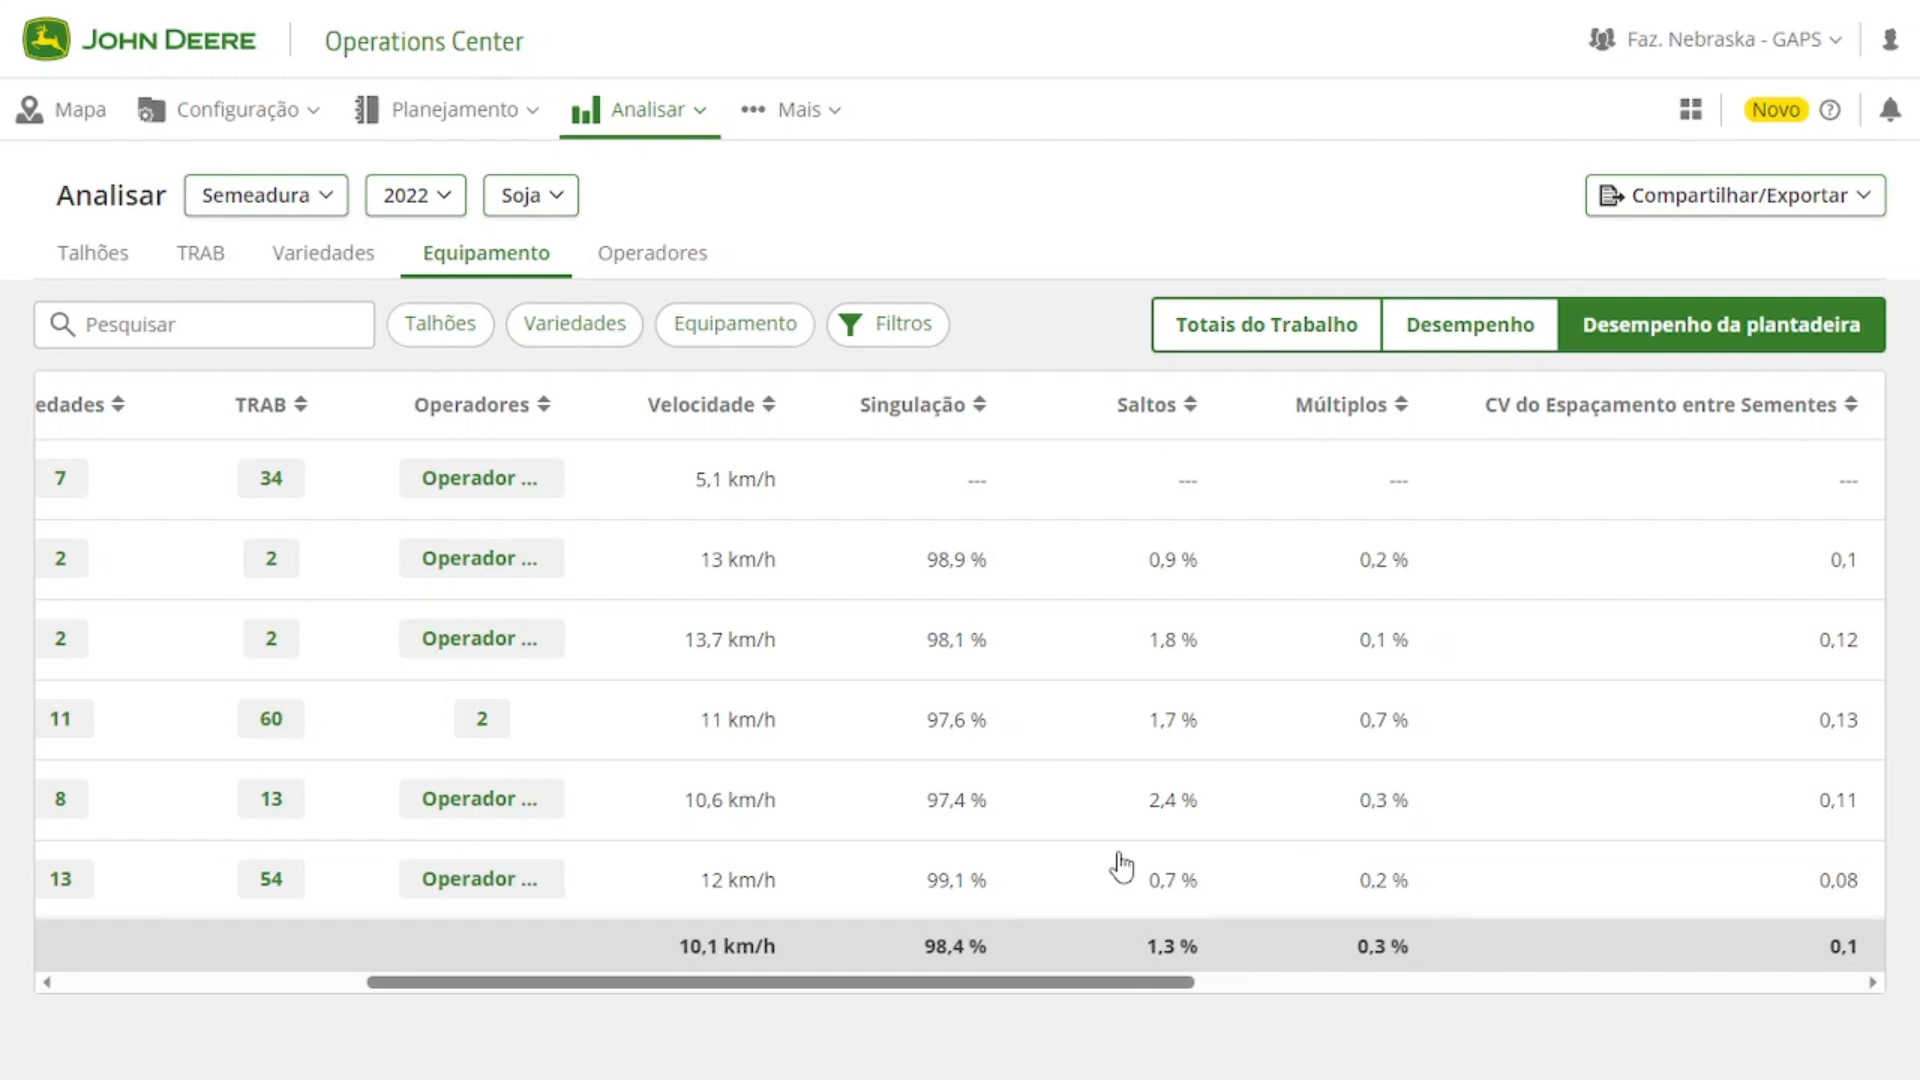 JOHN DEERE Operations Center Faz. Nebraska - GAPS
Mapa Configuração Planejamento Analisar Mais Novo
Analisar Semeadura 2022 Soja Compartilhar/Exportar
Talhões TRAB Variedades Equipamento Operadores
Pesquisar Talhões Variedades Equipamento Filtros Totais do Trabalho Desempenho Desempenho da plantadeira
edades TRAB Operadores Velocidade Singulação Saltos Múltiplos CV do Espaçamento entre Sementes
7 34 Operador ... 5,1 km/h --- --- --- ---
2 2 Operador ... 13 km/h 98,9 % 0,9 % 0,2 % 0,1
2 2 Operador ... 13,7 km/h 98,1 % 1,8 % 0,1 % 0,12
11 60 2 11 km/h 97,6 % 1,7 % 0,7 % 0,13
8 13 Operador ... 10,6 km/h 97,4 % 2,4 % 0,3 % 0,11
13 54 Operador ... 12 km/h 99,1 % 0,7 % 0,2 % 0,08
10,1 km/h 98,4 % 1,3 % 0,3 % 0,1